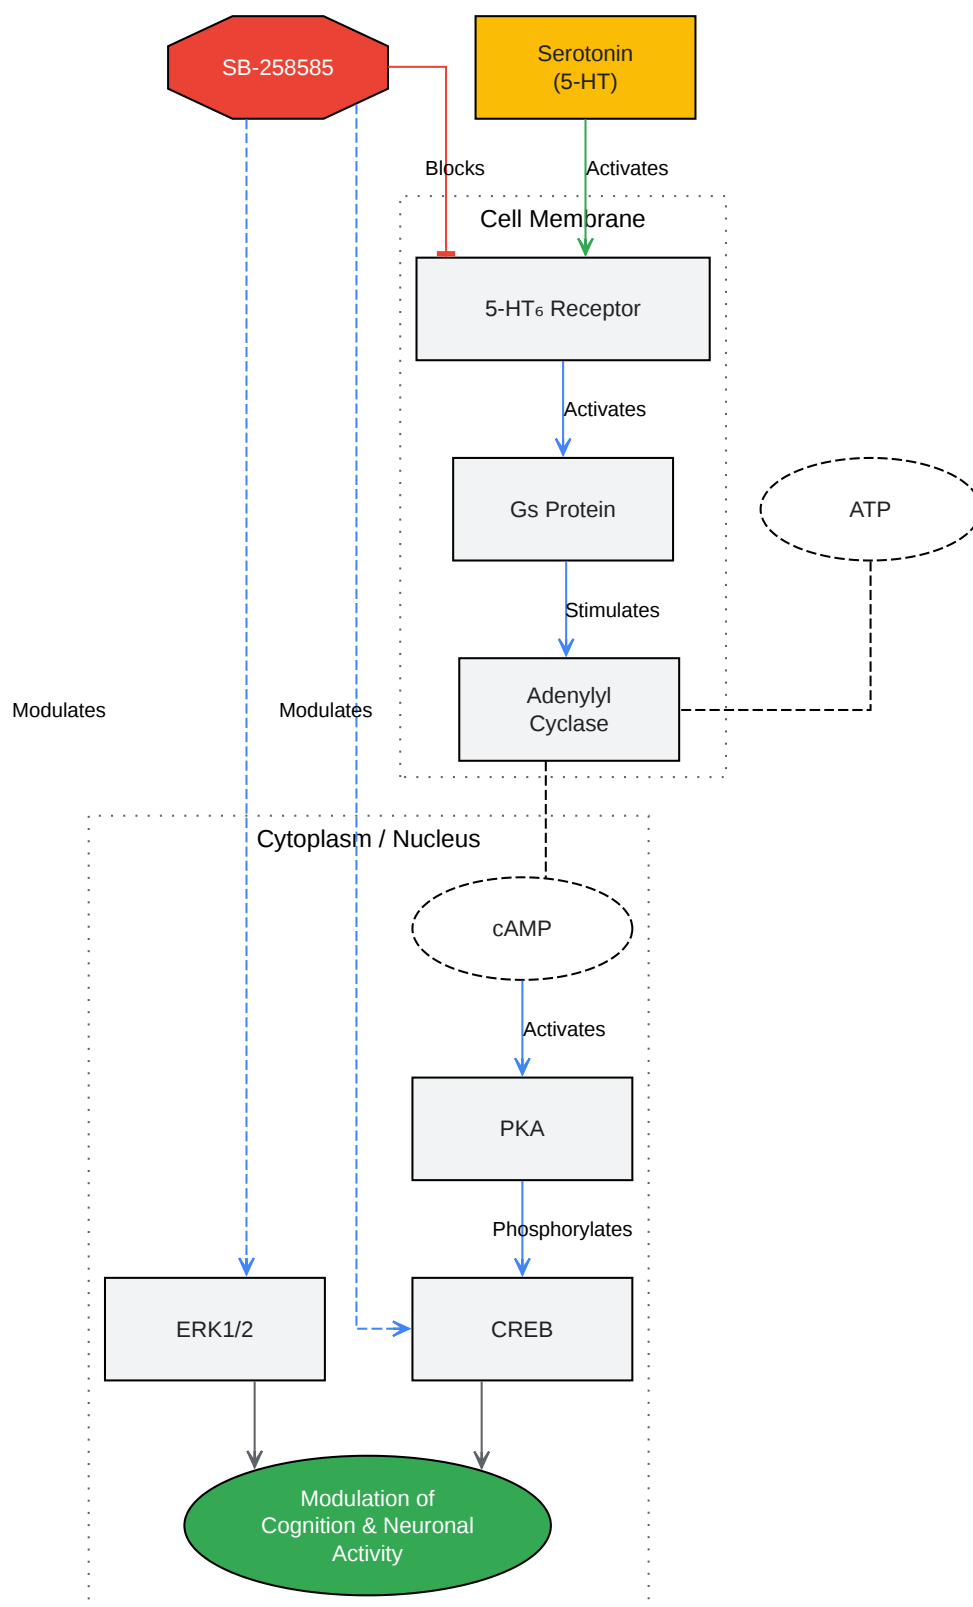 SB-258585
Serotonin
(5-HT)
Blocks
Activates
Cell Membrane
5-HT₆ Receptor
Activates
Gs Protein
ATP
Stimulates
Adenylyl
Cyclase
Modulates
Modulates
Cytoplasm / Nucleus
cAMP
Activates
PKA
Phosphorylates
ERK1/2
CREB
Modulation of
Cognition & Neuronal
Activity